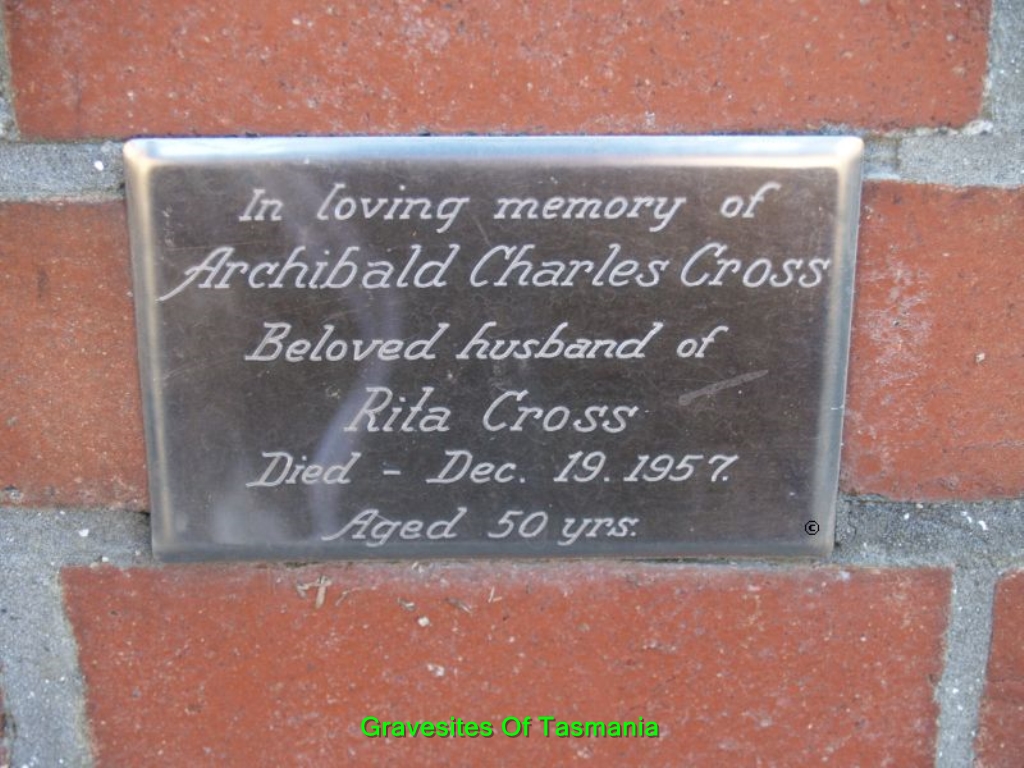 In loving memory of
Archibald Charles Cross
Beloved husband of
Rita Cross
Died - Dec. 19. 1957.
Aged 50 yrs.
©
Gravesites Of Tasmania